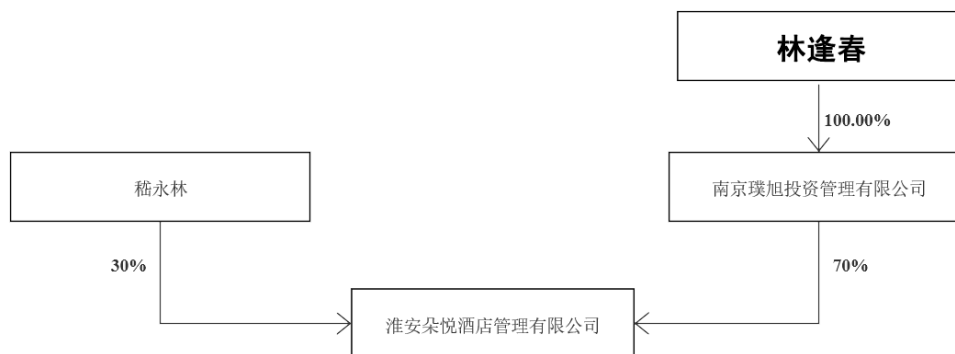 林逢春
100.00%
嵇永林
南京璞旭投资管理有限公司
30%
70%
淮安朵悦酒店管理有限公司